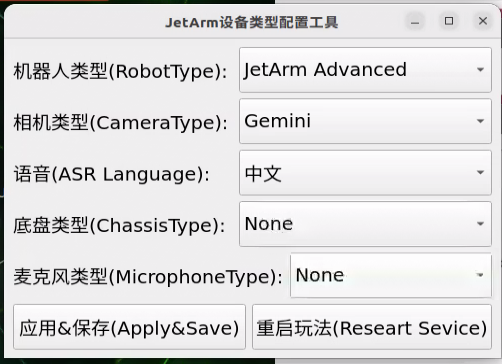 JetArm设备类型配置工具
机器人类型(RobotType): JetArm Advanced
相机类型(CameraType): Gemini
语音(ASR Language): 中文
底盘类型(ChassisType): None
麦克风类型(MicrophoneType): None
应用&保存(Apply&Save) 重启玩法(Researt Sevice)